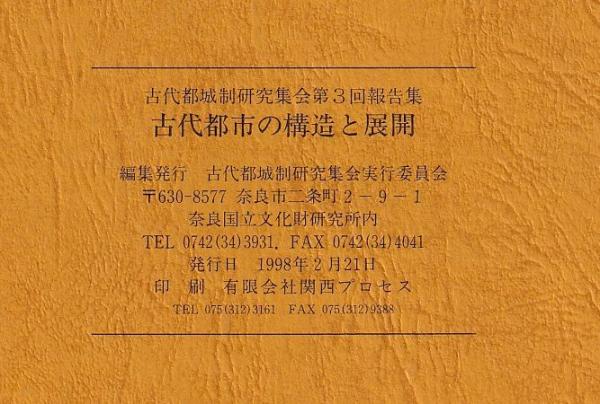 古代都城制研究集会第3回報告集
古代都市の構造と展開
編集発行 古代都城制研究集会実行委員会
〒630-8577 奈良市二条町2-9-1
奈良国立文化財研究所内
TEL 0742(34)3931, FAX 0742(34)4041
発行日 1998年2月21日
印 刷 有限会社関西プロセス
TEL 075(312)3161 FAX 075(312)9388